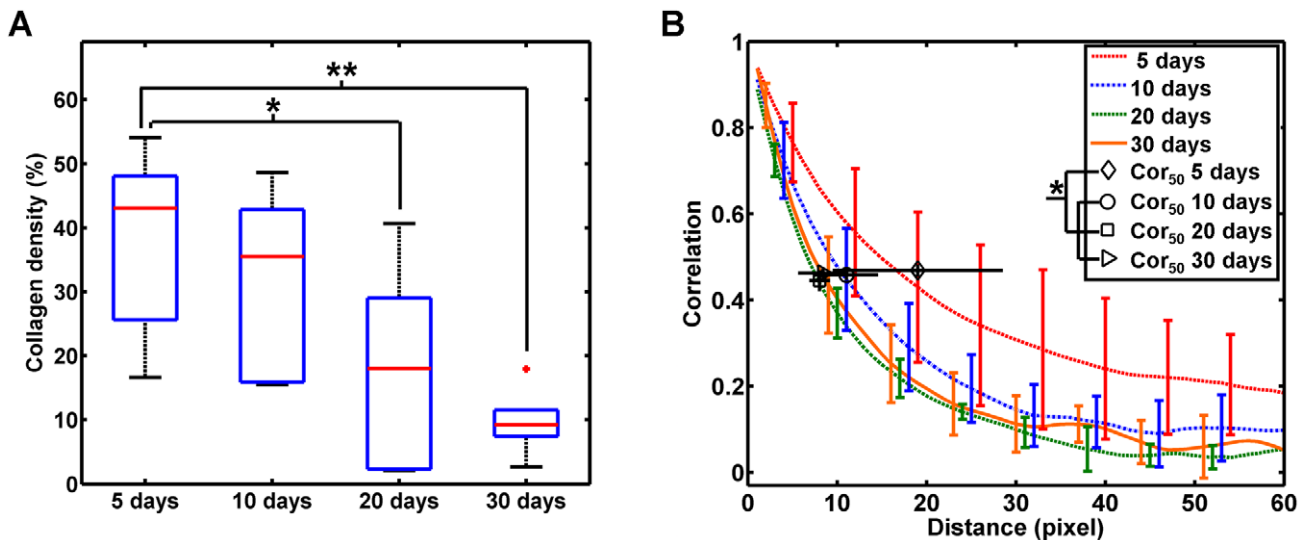 A
Collagen density (%)
60
50
40
30
20
10
0
**
*
5 days
10 days
20 days
30 days
B
Correlation
1
0.8
0.6
0.4
0.2
0
0
10
20
30
40
50
60
Distance (pixel)
5 days
10 days
20 days
30 days
*
Cor50 5 days
Cor50 10 days
Cor50 20 days
Cor50 30 days